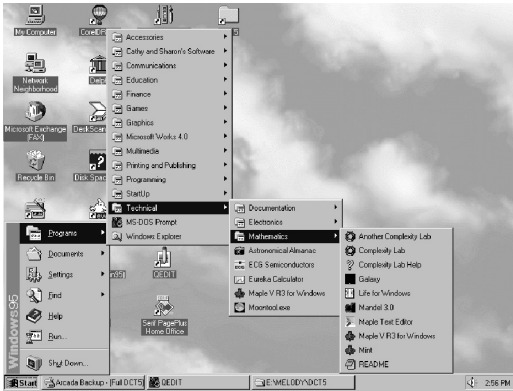 My Computer
Network
Neighborhood
Microsoft Exchange
(FAX)
Recycle Bin
QEDIT
Serif PagePlus
Home Office
Accessories
Cathy and Sharon's Software
Communications
Education
Finance
Games
Graphics
Microsoft Works 4.0
Multimedia
Printing and Publishing
Programming
StartUp
Technical
MS-DOS Prompt
Windows Explorer
Documentation
Electronics
Mathematics
Astronomical Almanac
ECG Semiconductors
Eureka Calculator
Maple V R3 for Windows
Moontool.exe
Another Complexity Lab
Complexity Lab
Complexity Lab Help
Galaxy
Life for Windows
Mandel 3.0
Maple Text Editor
Maple V R3 for Windows
Mint
README
Programs
Documents
Settings
Find
Help
Run...
Shut Down...
Windows95
Start
Arcada Backup - [Full DCT5]
QEDIT
E:\MELODY\DCT5
2:56 PM